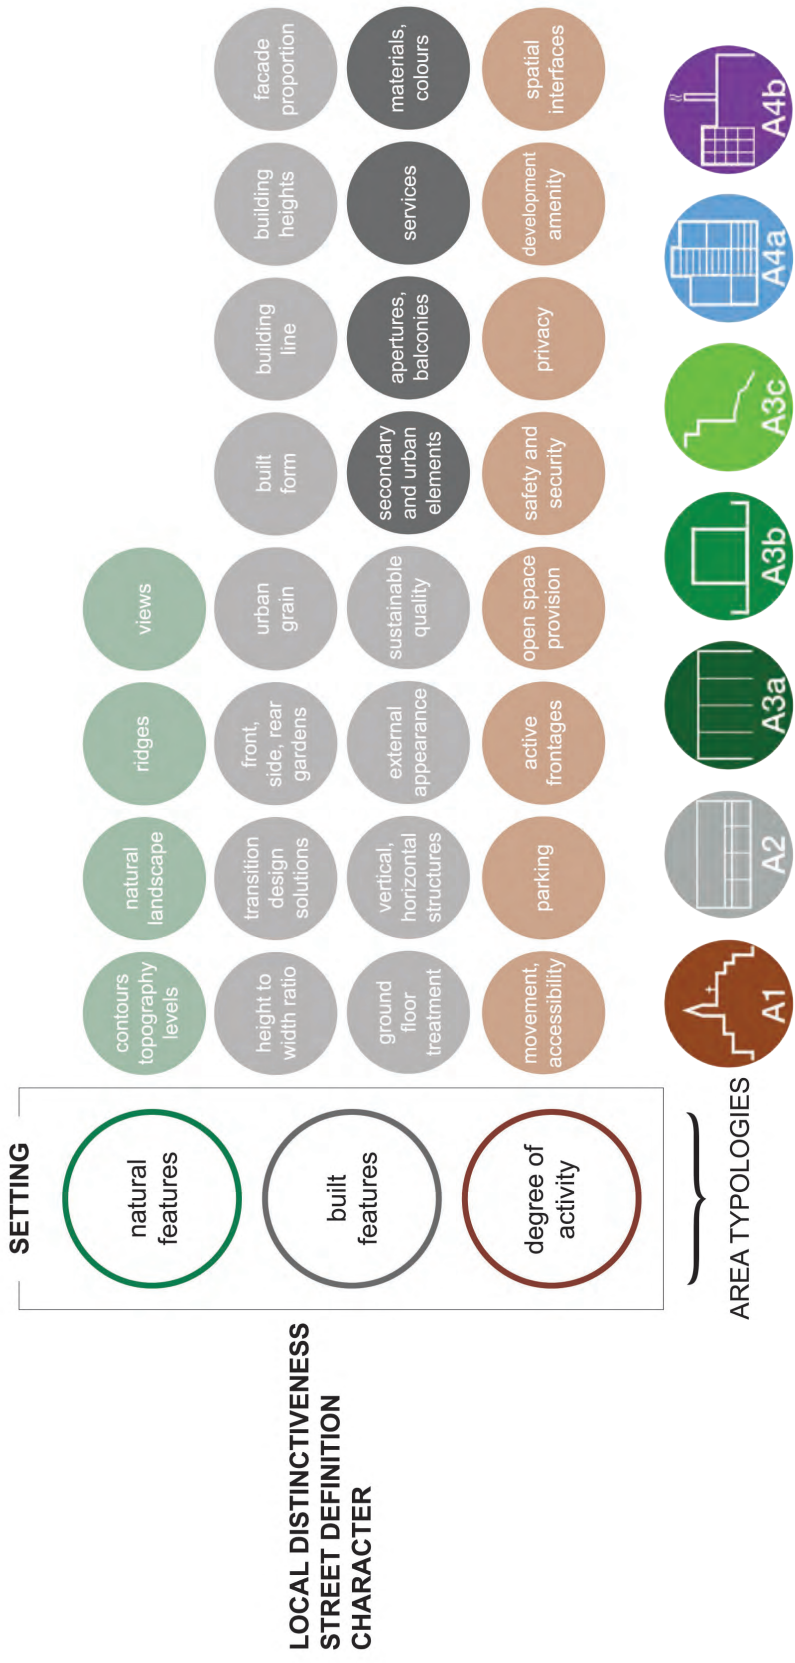 SETTING
LOCAL DISTINCTIVENESS
STREET DEFINITION
CHARACTER
natural
features
contours
topography
levels
natural
landscape
ridges
views
built
features
height to
width ratio
transition
design
solutions
front,
side, rear
gardens
urban
grain
built
form
building
line
building
heights
facade
proportion
ground
floor
treatment
vertical,
horizontal
structures
external
appearance
sustainable
quality
secondary
and urban
elements
apertures,
balconies
services
materials,
colours
degree of
activity
movement,
accessibility
parking
active
frontages
open space
provision
safety and
security
privacy
development
amenity
spatial
interfaces
AREA TYPOLOGIES
A1
A2
A3a
A3b
A3c
A4a
A4b